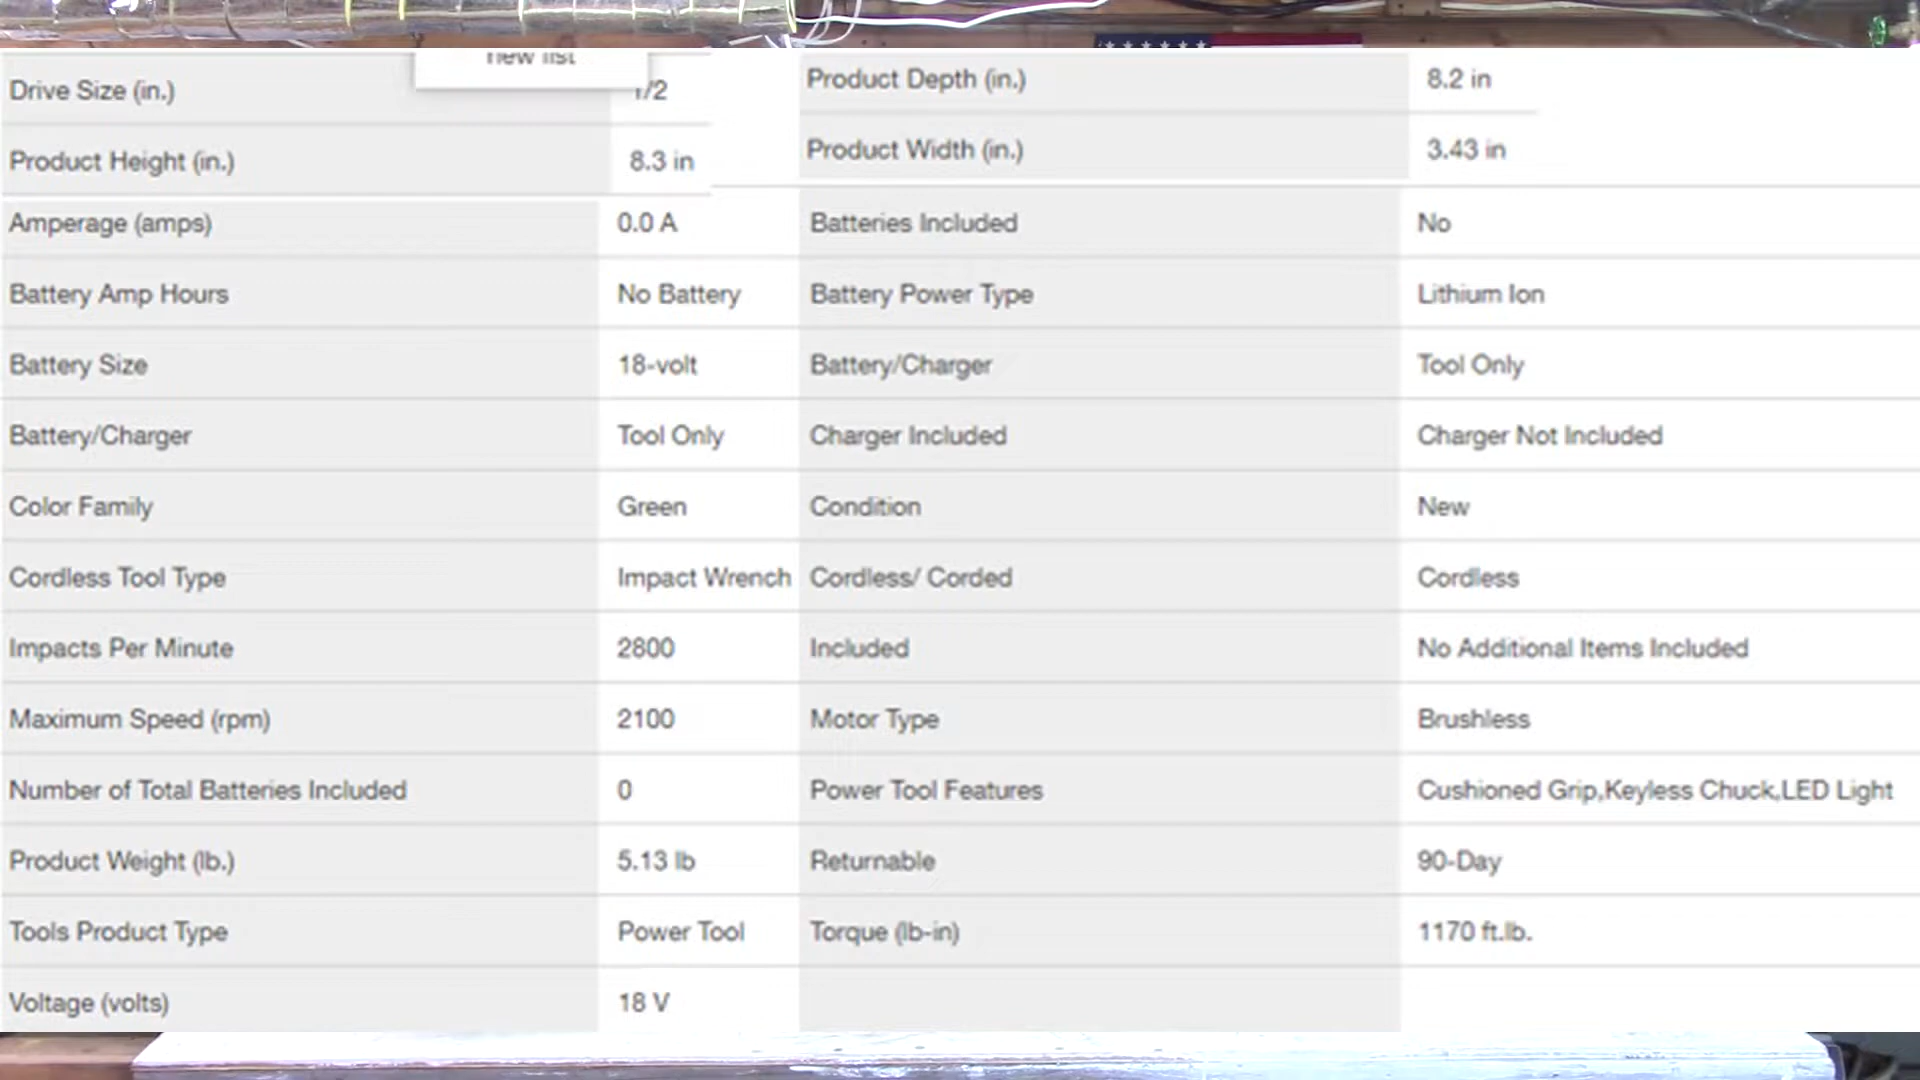 new list
Drive Size (in.) 1/2 Product Depth (in.) 8.2 in
Product Height (in.) 8.3 in Product Width (in.) 3.43 in
Amperage (amps) 0.0 A Batteries Included No
Battery Amp Hours No Battery Battery Power Type Lithium Ion
Battery Size 18-volt Battery/Charger Tool Only
Battery/Charger Tool Only Charger Included Charger Not Included
Color Family Green Condition New
Cordless Tool Type Impact Wrench Cordless/ Corded Cordless
Impacts Per Minute 2800 Included No Additional Items Included
Maximum Speed (rpm) 2100 Motor Type Brushless
Number of Total Batteries Included 0 Power Tool Features Cushioned Grip,Keyless Chuck,LED Light
Product Weight (lb.) 5.13 lb Returnable 90-Day
Tools Product Type Power Tool Torque (lb-in) 1170 ft.lb.
Voltage (volts) 18 V